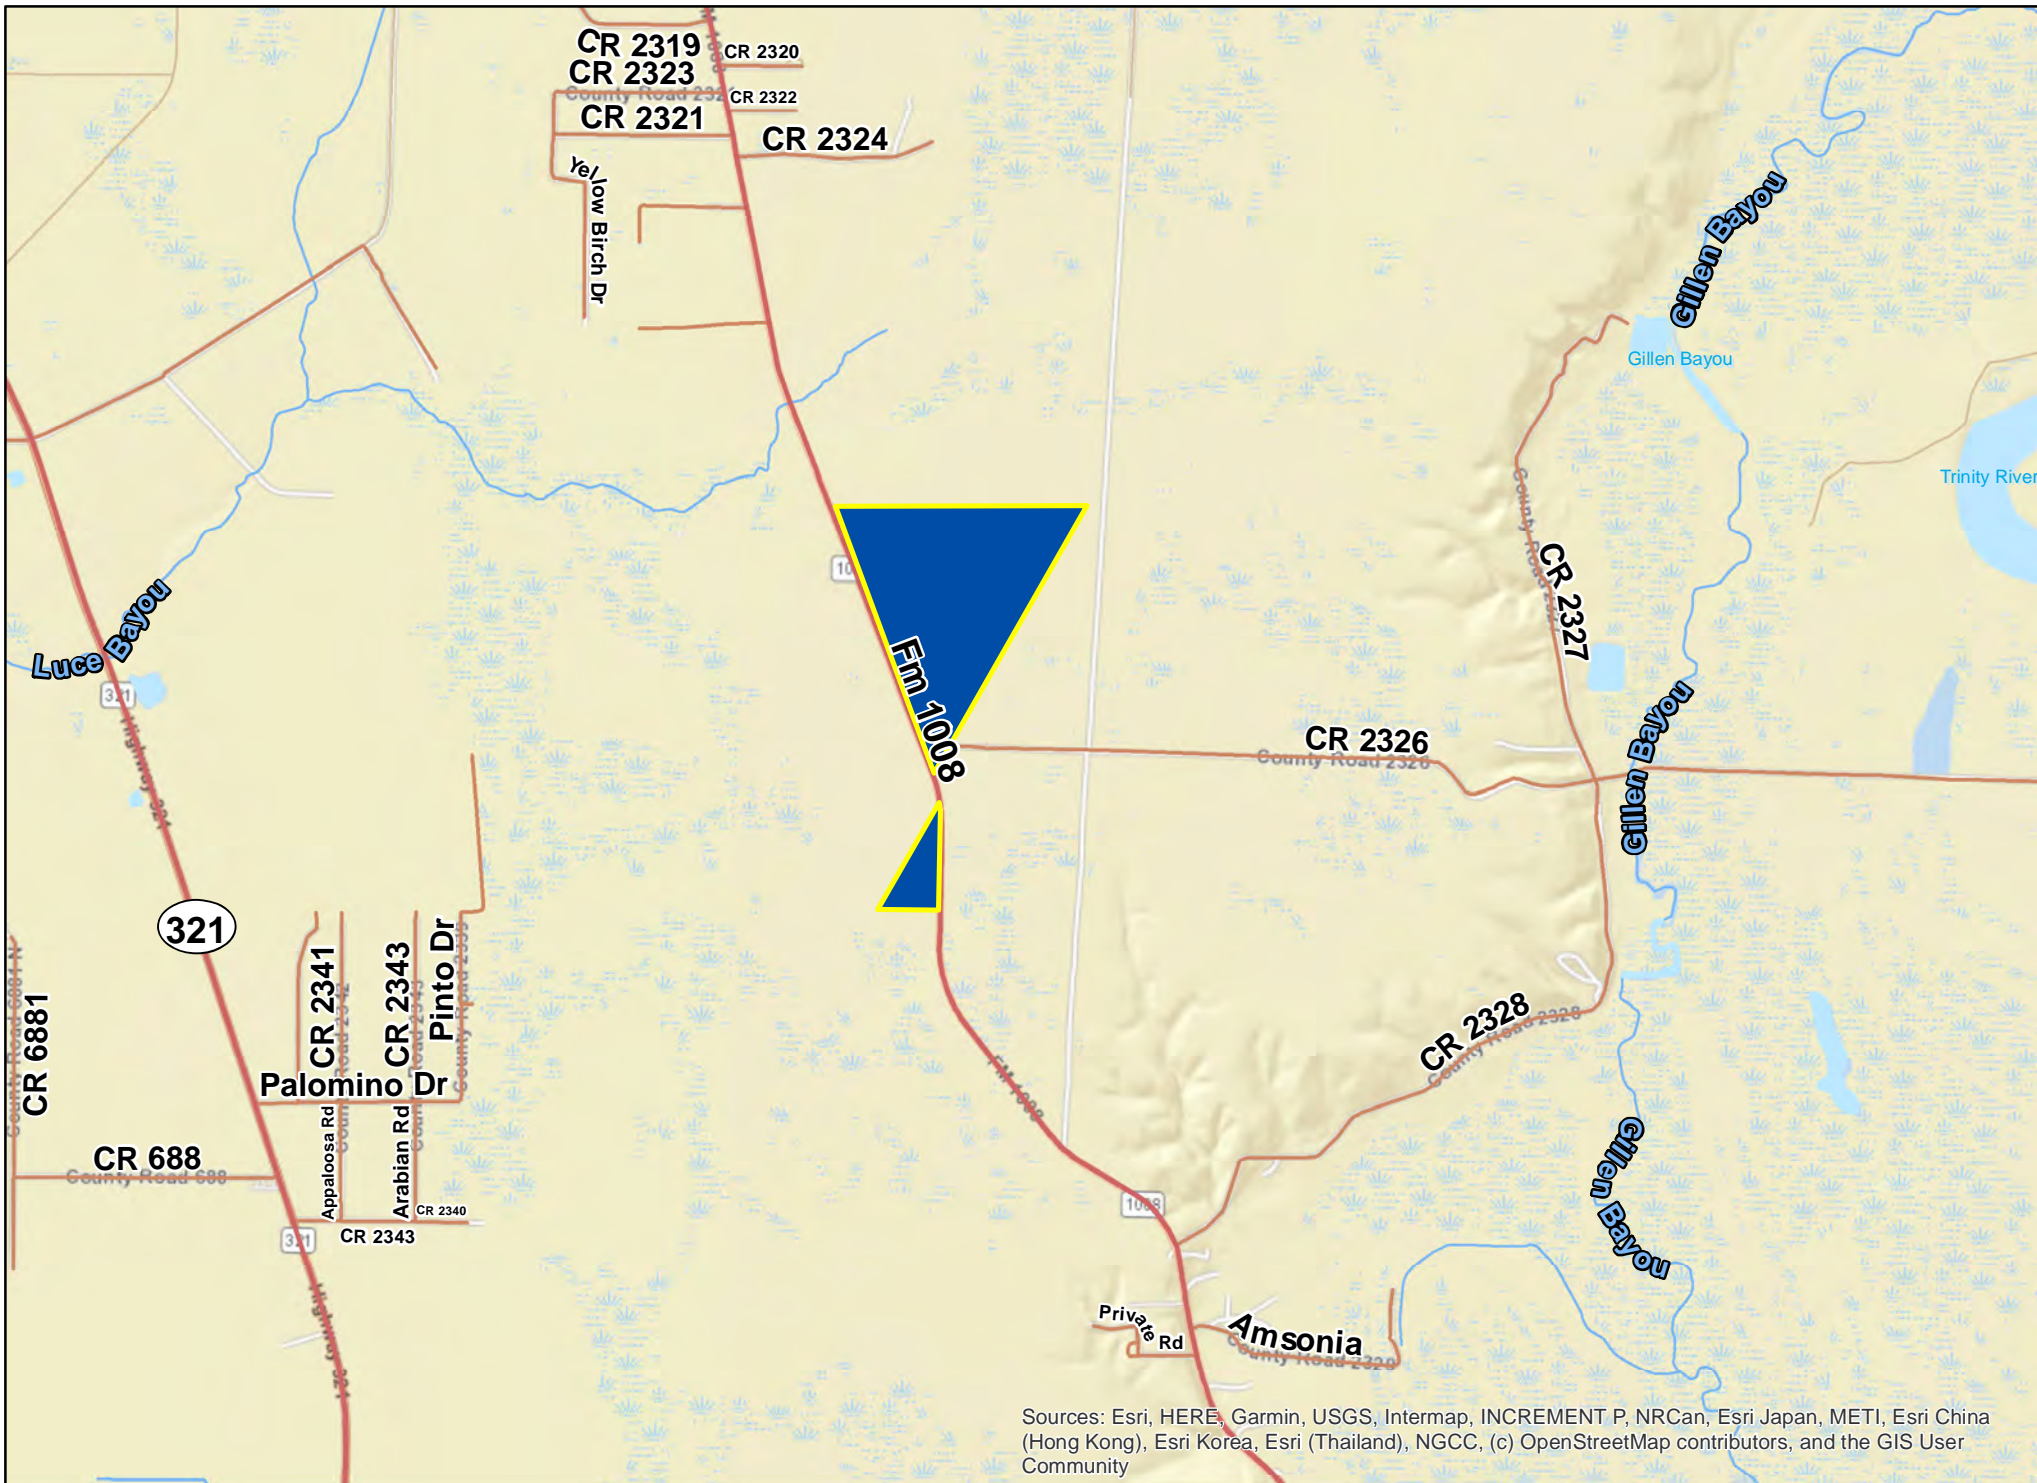 CR 2319
CR 2320
CR 2323
CR 2322
CR 2321
CR 2324
Yellow Birch Dr
Gillen Bayou
Gillen Bayou
Trinity River
County Road 2327
CR 2327
Luce Bayou
321
Highway 321
Fm 1008
CR 2326
County Road 2326
Gillen Bayou
321
CR 2341
CR 2343
Pinto Dr
CR 6881
Palomino Dr
FM 1008
CR 2328
County Road 2328
Appaloosa Rd
Arabian Rd
CR 688
County Road 688
CR 2340
CR 2343
321
1008
Gillen Bayou
Highway 321
Private Rd
Amsonia
Sources: Esri, HERE, Garmin, USGS, Intermap, INCREMENT P, NRCan, Esri Japan, METI, Esri China
(Hong Kong), Esri Korea, Esri (Thailand), NGCC, (c) OpenStreetMap contributors, and the GIS User
Community